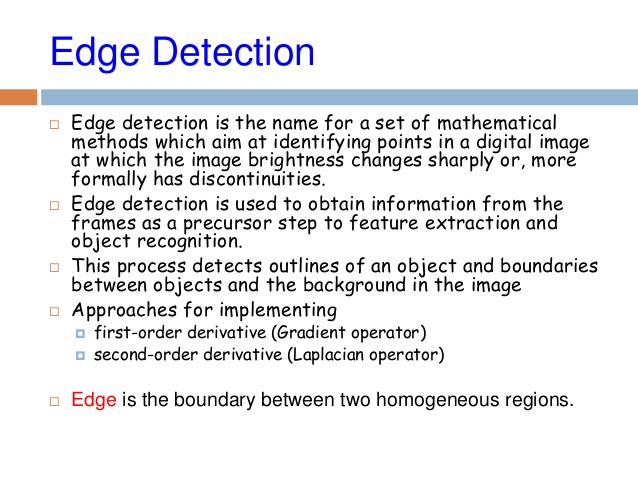 Edge Detection
Edge detection is the name for a set of mathematical
methods which aim at identifying points in a digital image
at which the image brightness changes sharply or, more
formally has discontinuities.
Edge detection is used to obtain information from the
frames as a precursor step to feature extraction and
object recognition.
This process detects outlines of an object and boundaries
between objects and the background in the image
Approaches for implementing
first-order derivative (Gradient operator)
second-order derivative (Laplacian operator)
Edge is the boundary between two homogeneous regions.